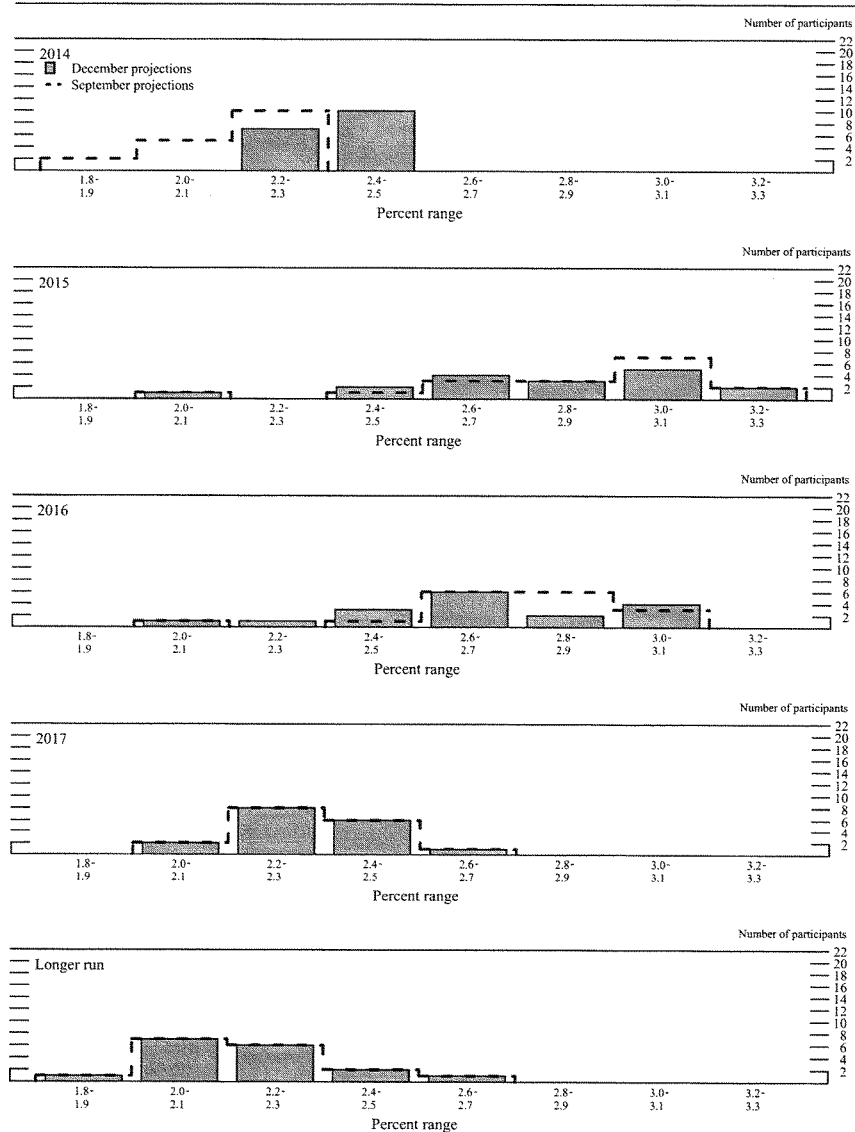 Number of participants
2014
December projections
September projections
22
20
18
16
14
12
10
8
6
4
2
1.8- 2.0- 2.2- 2.4- 2.6- 2.8- 3.0- 3.2-
1.9 2.1 2.3 2.5 2.7 2.9 3.1 3.3
Percent range
Number of participants
2015
22
20
18
16
14
12
10
8
6
4
2
1.8- 2.0- 2.2- 2.4- 2.6- 2.8- 3.0- 3.2-
1.9 2.1 2.3 2.5 2.7 2.9 3.1 3.3
Percent range
Number of participants
2016
22
20
18
16
14
12
10
8
6
4
2
1.8- 2.0- 2.2- 2.4- 2.6- 2.8- 3.0- 3.2-
1.9 2.1 2.3 2.5 2.7 2.9 3.1 3.3
Percent range
Number of participants
2017
22
20
18
16
14
12
10
8
6
4
2
1.8- 2.0- 2.2- 2.4- 2.6- 2.8- 3.0- 3.2-
1.9 2.1 2.3 2.5 2.7 2.9 3.1 3.3
Percent range
Number of participants
Longer run
22
20
18
16
14
12
10
8
6
4
2
1.8- 2.0- 2.2- 2.4- 2.6- 2.8- 3.0- 3.2-
1.9 2.1 2.3 2.5 2.7 2.9 3.1 3.3
Percent range